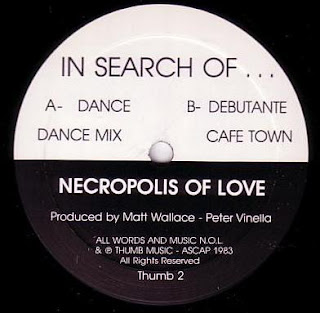 IN SEARCH OF...
A- DANCE B- DEBUTANTE
DANCE MIX CAFE TOWN
NECROPOLIS OF LOVE
Produced by Matt Wallace - Peter Vinella
ALL WORDS AND MUSIC N.O.L.
& ℗ THUMB MUSIC - ASCAP 1983
All Rights Reserved
Thumb 2